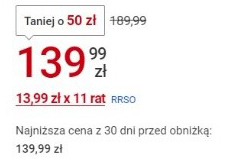 Taniej o 50 zł 189,99
139 99 zł
13,99 zł x 11 rat RRSO
Najniższa cena z 30 dni przed obniżką:
139,99 zł